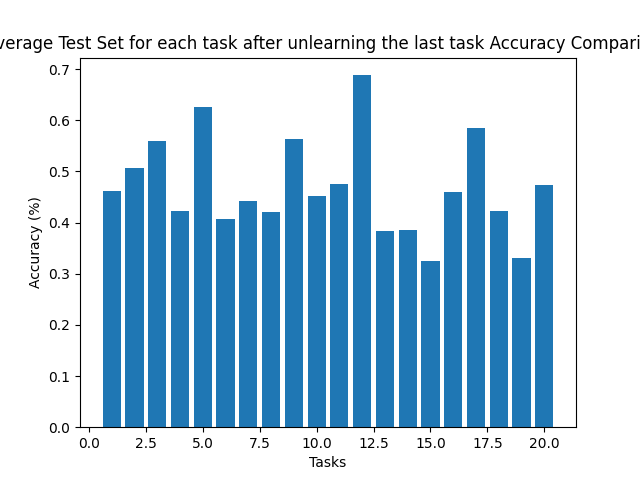 verage Test Set for each task after unlearning the last task Accuracy Compari
0.7
0.6
0.5
0.4
0.3
0.2
0.1
0.0
Accuracy (%)
0.0 2.5 5.0 7.5 10.0 12.5 15.0 17.5 20.0
Tasks